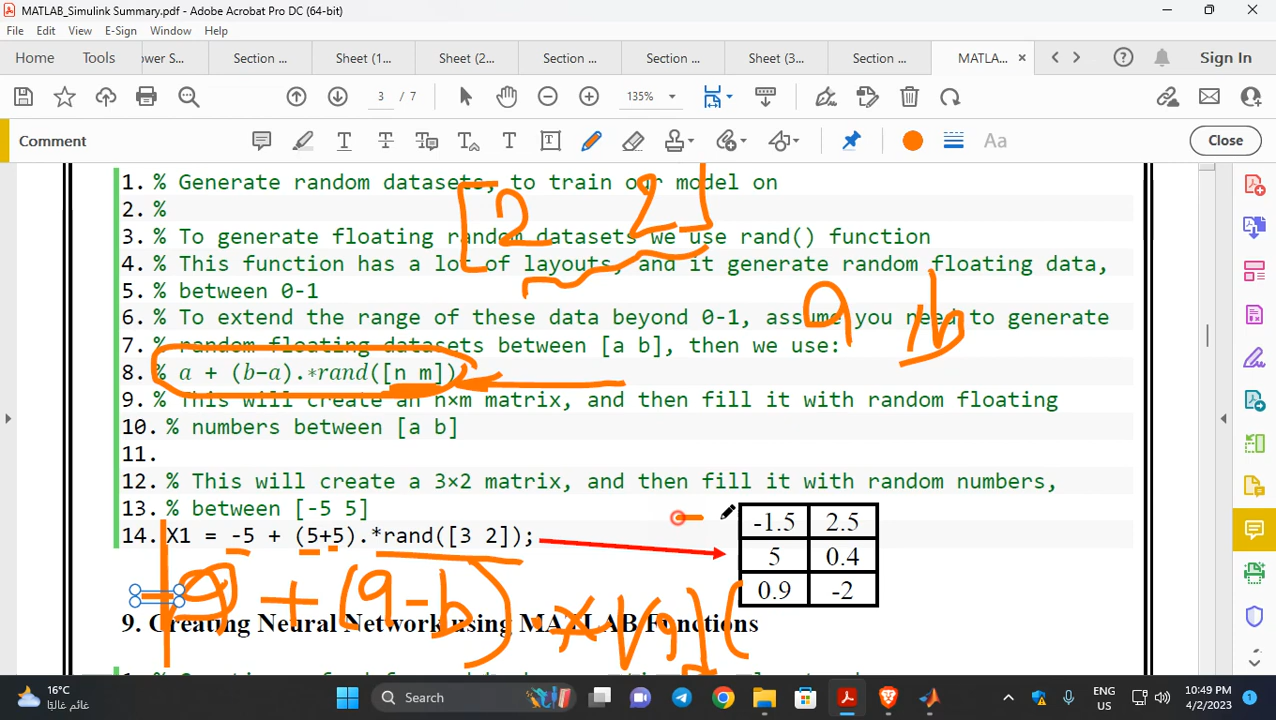 MATLAB_Simulink Summary.pdf - Adobe Acrobat Pro DC (64-bit)
File Edit View E-Sign Window Help
Home Tools ower S... Section ... Sheet (1... Sheet (2... Section ... Section ... Sheet (3... Section ... MATLA... Sign In
3 / 7 135%
Comment Close
1. % Generate random datasets, to train our model on
2. %
3. % To generate floating random datasets we use rand() function
4. % This function has a lot of layouts, and it generate random floating data,
5. % between 0-1
6. % To extend the range of these data beyond 0-1, assume you need to generate
7. % random floating datasets between [a b], then we use:
8. % a + (b-a).*rand([n m])
9. % This will create an n×m matrix, and then fill it with random floating
10. % numbers between [a b]
11.
12. % This will create a 3×2 matrix, and then fill it with random numbers,
13. % between [-5 5]
14. X1 = -5 + (5+5).*rand([3 2]);
-1.5 2.5
5 0.4
0.9 -2
[2 2]
a b
a + (a-b) .* (
9. Creating Neural Network using MATLAB Functions
16°C
غائم غالبًا
Search
ENG
US
10:49 PM
4/2/2023
1